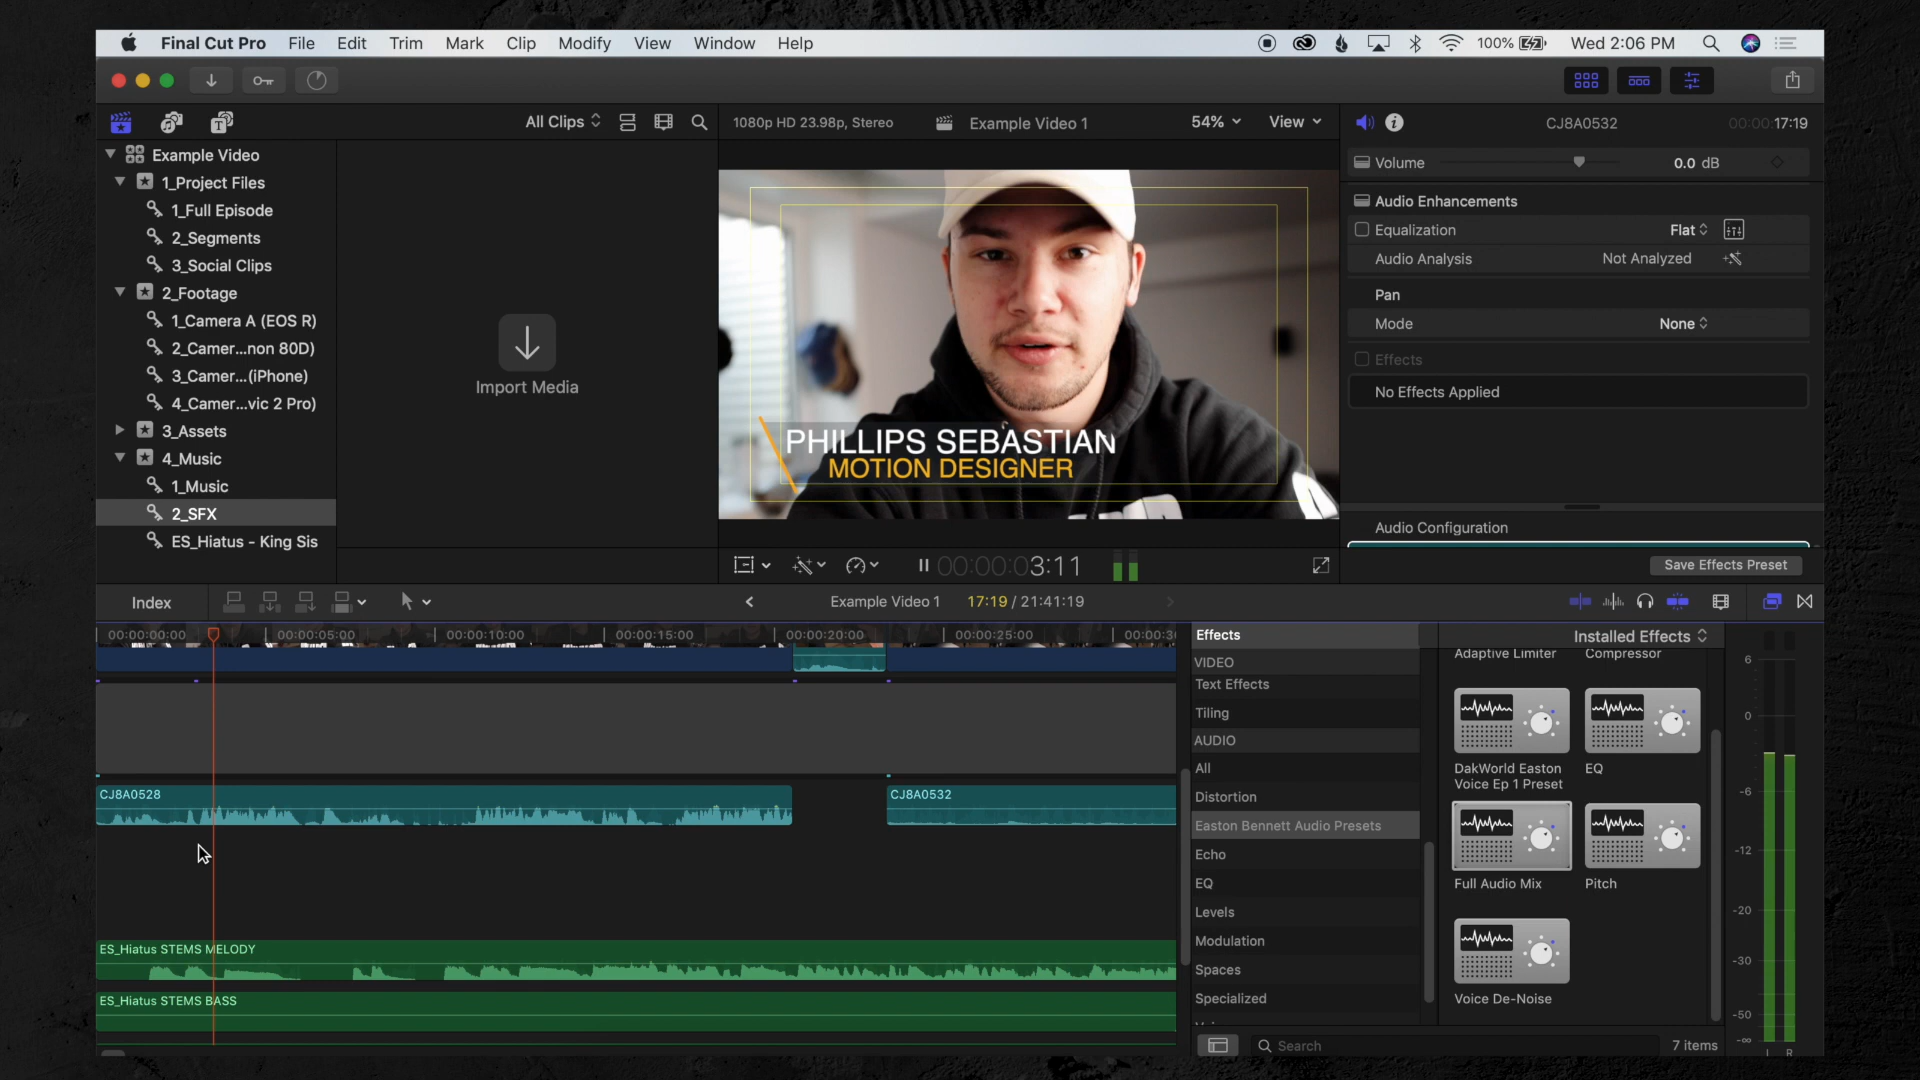 Final Cut Pro File Edit Trim Mark Clip Modify View Window Help 100% Wed 2:06 PM
All Clips 1080p HD 23.98p, Stereo Example Video 1 54% View CJ8A0532 00:00:00:17:19
Example Video
1_Project Files
1_Full Episode
2_Segments
3_Social Clips
2_Footage
1_Camera A (EOS R)
2_Camer...non 80D)
3_Camer...(iPhone)
4_Camer...vic 2 Pro)
3_Assets
4_Music
1_Music
2_SFX
ES_Hiatus - King Sis
Import Media
PHILLIPS SEBASTIAN
MOTION DESIGNER
Volume 0.0 dB
Audio Enhancements
Equalization Flat
Audio Analysis Not Analyzed
Pan
Mode None
Effects
No Effects Applied
Audio Configuration
00:00:03:11
Save Effects Preset
Index Example Video 1 17:19 / 21:41:19
00:00:00:00 00:00:05:00 00:00:10:00 00:00:15:00 00:00:20:00 00:00:25:00
CJ8A0528 CJ8A0532
ES_Hiatus STEMS MELODY
ES_Hiatus STEMS BASS
Effects Installed Effects
VIDEO
Text Effects
Tiling
AUDIO
All
Distortion
Easton Bennett Audio Presets
Echo
EQ
Levels
Modulation
Spaces
Specialized
Adaptive Limiter Compressor
DakWorld Easton
Voice Ep 1 Preset
EQ
Full Audio Mix Pitch
Voice De-Noise
Search 7 items
6
0
-6
-12
-20
-30
-50
-∞
L R